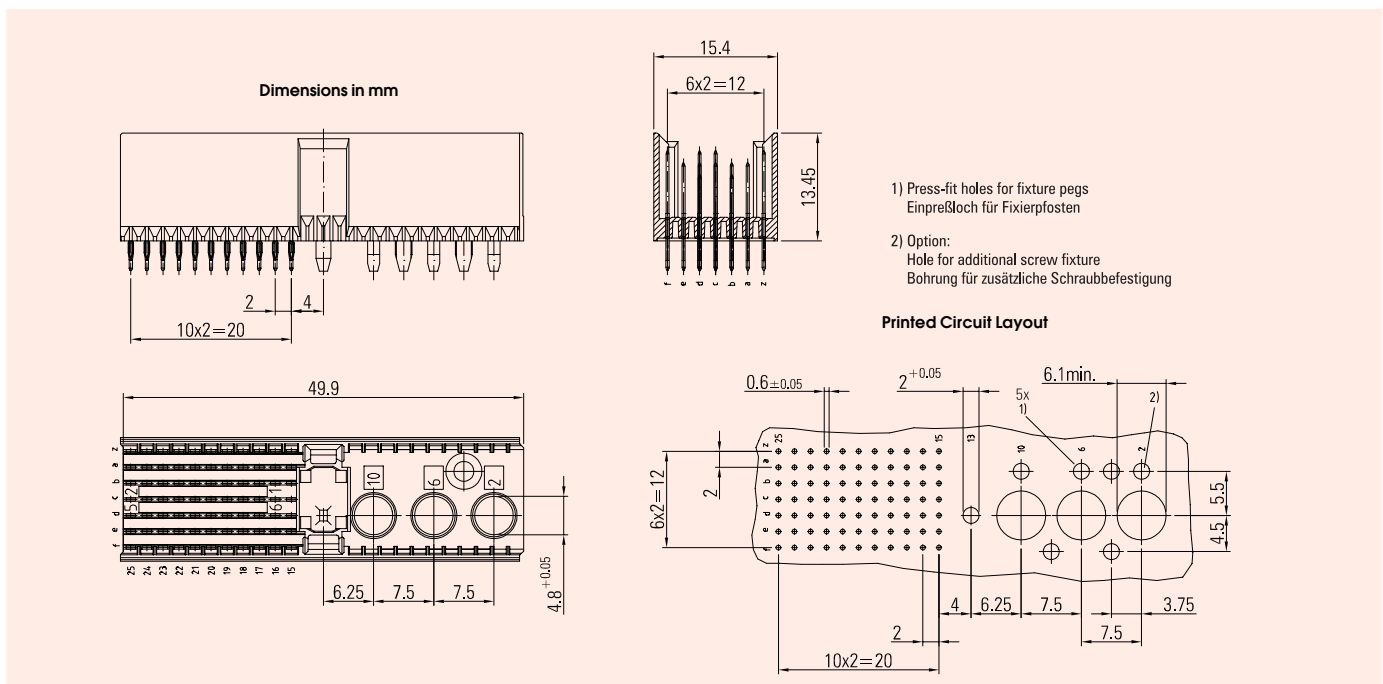 Dimensions in mm
2
4
10x2=20
15.4
6x2=12
13.45
f e d c b a z
1) Press-fit holes for fixture pegs
Einpreßloch für Fixierpfosten
2) Option:
Hole for additional screw fixture
Bohrung für zusätzliche Schraubbefestigung
49.9
z
a
b
c
d
e
f
52
61
10
6
2
25 24 23 22 21 20 19 18 17 16 15
6.25
7.5
7.5
4.8 +0.05
Printed Circuit Layout
0.6±0.05
2 +0.05
5x
1)
6.1min.
2)
25
15
13
10
6
2
z
a
b
c
d
e
f
6x2=12
2
5.5
4.5
4
6.25
7.5
3.75
2
7.5
10x2=20